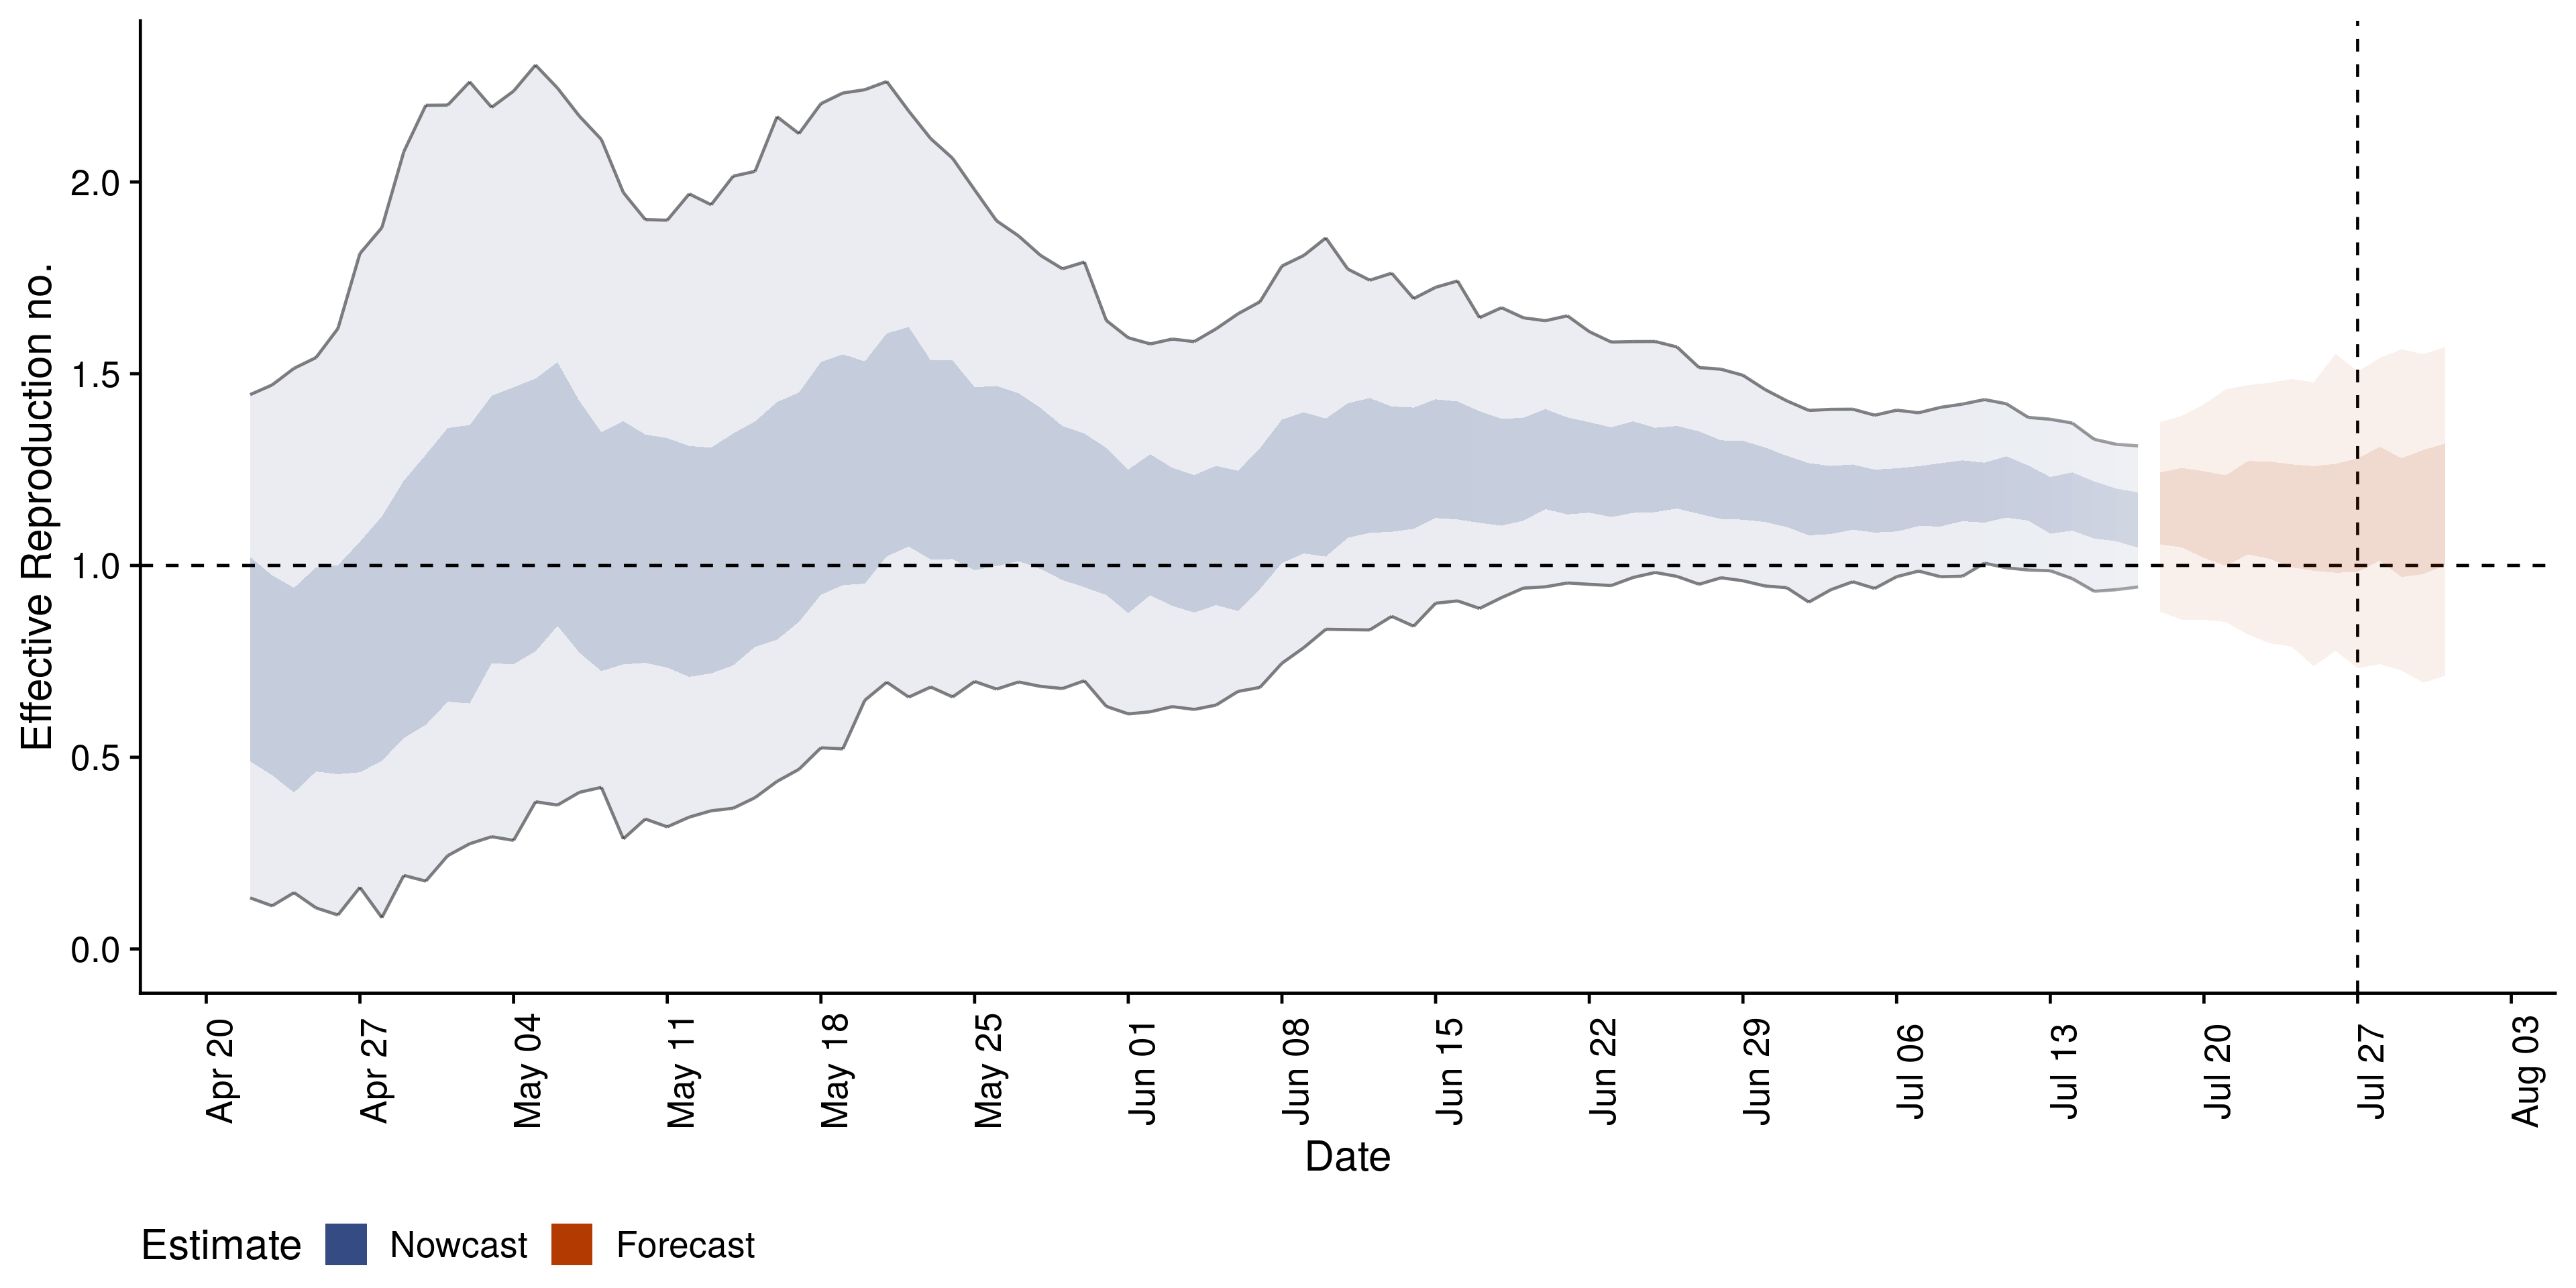 Effective Reproduction no.
2.0
1.5
1.0
0.5
0.0
Apr 20
Apr 27
May 04
May 11
May 18
May 25
Jun 01
Jun 08
Jun 15
Jun 22
Jun 29
Jul 06
Jul 13
Jul 20
Jul 27
Aug 03
Date
Estimate Nowcast Forecast